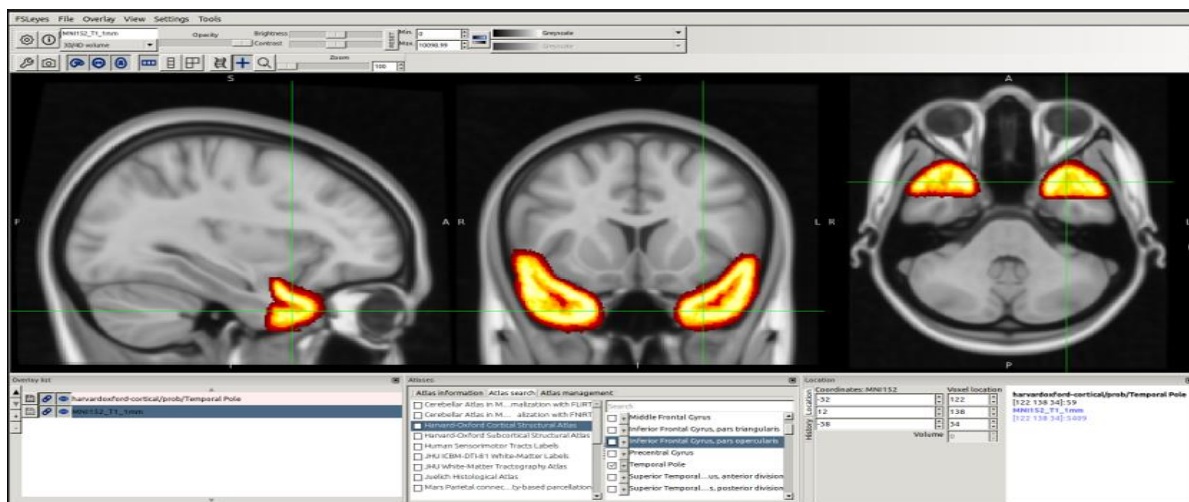 FSLeyes File Overlay View Settings Tools
MNI152_T1_1mm
3D/4D volume
Opacity
Brightness
Contrast
RESET
Min. 0
Max. 10098.99
Greyscale
Greyscale
Zoom
100
S S A
P A R L R L
I I P
Overlay list
harvardoxford-cortical/prob/Temporal Pole
MNI152_T1_1mm
Atlases
Atlas information Atlas search Atlas management
Cerebellar Atlas in M... malization with FLIRT
Cerebellar Atlas in M... alization with FNIRT
Harvard-Oxford Cortical Structural Atlas
Harvard-Oxford Subcortical Structural Atlas
Human Sensorimotor Tracts Labels
JHU ICBM-DTI-81 White-Matter Labels
JHU White-Matter Tractography Atlas
Juelich Histological Atlas
Mars Parietal connec... ty-based parcellation
Search
Middle Frontal Gyrus
Inferior Frontal Gyrus, pars triangularis
Inferior Frontal Gyrus, pars opercularis
Precentral Gyrus
Temporal Pole
Superior Temporal...us, anterior division
Superior Temporal...s, posterior division
Location
History Location
Coordinates: MNI152 Voxel location
-32 122
12 138
-38 34
Volume 0
harvardoxford-cortical/prob/Temporal Pole
[122 138 34]:59
MNI152_T1_1mm
[122 138 34]:5489